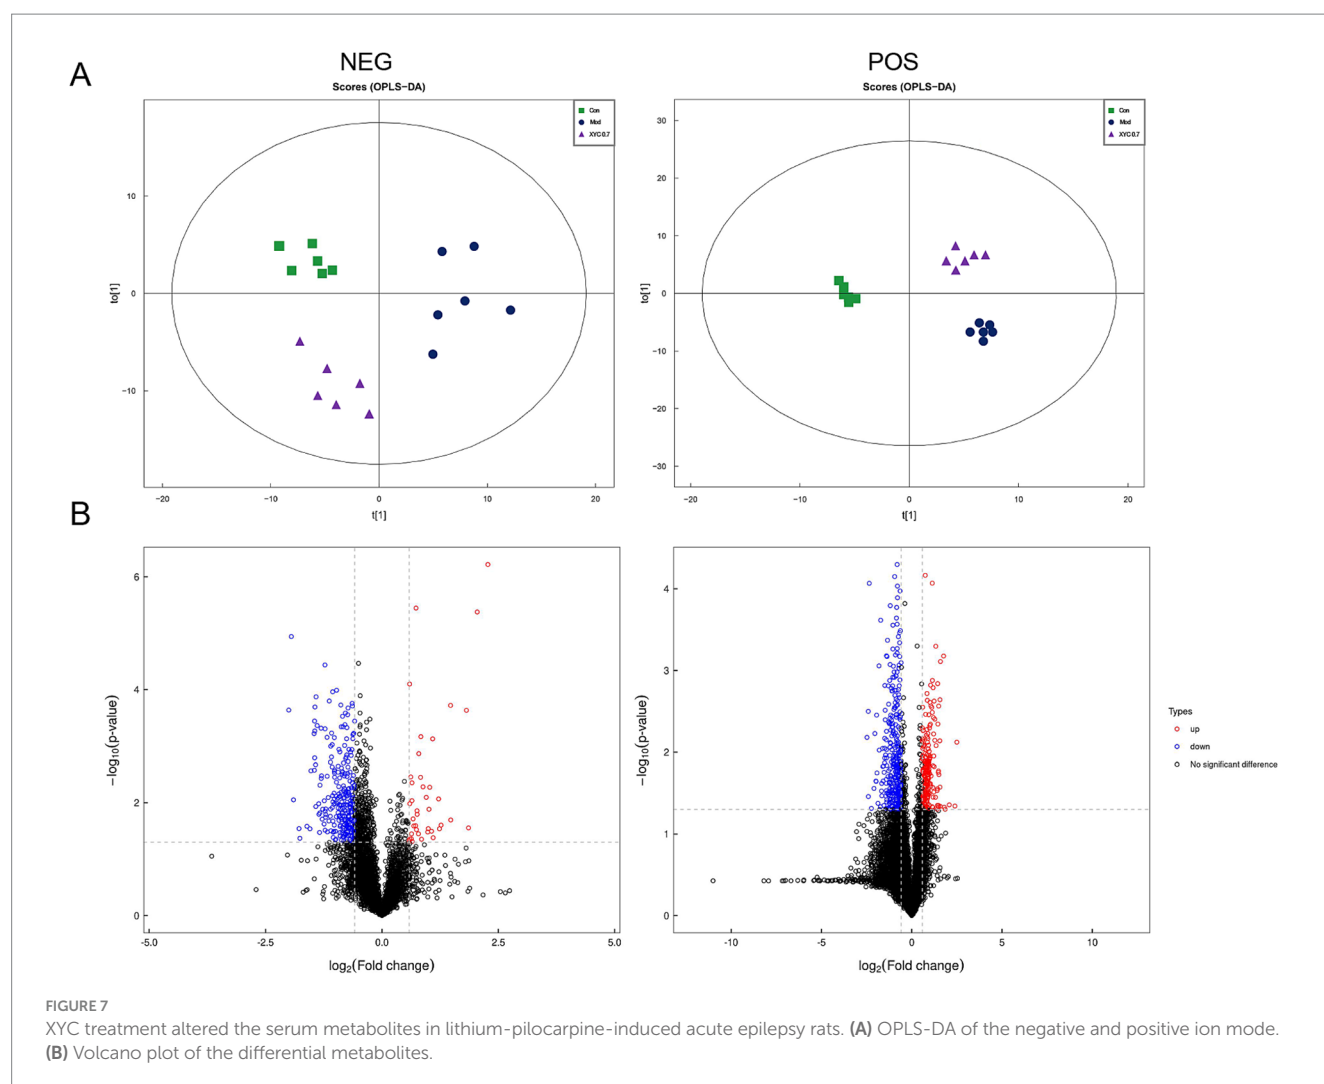 A
NEG
POS
Scores (OPLS-DA)
Scores (OPLS-DA)
Con
Mod
XYC 0.7
10
0
-10
to[1]
-20
-10
0
10
20
t[1]
Con
Mod
XYC 0.7
30
20
10
0
-10
-20
-30
to[1]
-20
-10
0
10
20
t[1]
B
6
4
2
0
-log10(p-value)
-5.0
-2.5
0.0
2.5
5.0
log2(Fold change)
4
3
2
1
0
-log10(p-value)
-10
-5
0
5
10
log2(Fold change)
Types
up
down
No significant difference
FIGURE 7
XYC treatment altered the serum metabolites in lithium-pilocarpine-induced acute epilepsy rats. (A) OPLS-DA of the negative and positive ion mode.
(B) Volcano plot of the differential metabolites.